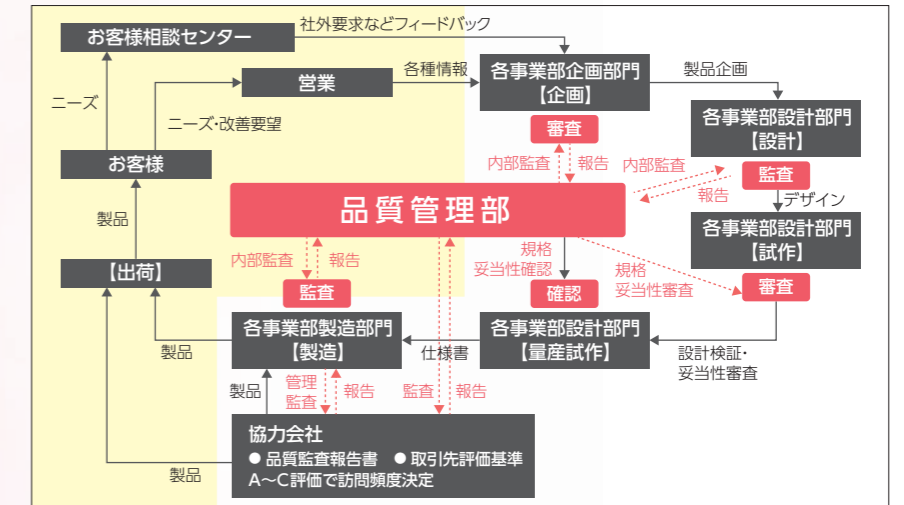 お客様相談センター
社外要求などフィードバック
営業
各種情報
各事業部企画部門
【企画】
製品企画
各事業部設計部門
【設計】
ニーズ
ニーズ・改善要望
審査
内部監査
報告
内部監査
報告
監査
デザイン
お客様
品質管理部
製品
各事業部設計部門
【試作】
内部監査
報告
規格
妥当性確認
規格
妥当性審査
審査
【出荷】
監査
確認
各事業部製造部門
【製造】
仕様書
各事業部設計部門
【量産試作】
設計検証・
妥当性審査
製品
製品
管理
監査
報告
監査
報告
協力会社
● 品質監査報告書 ● 取引先評価基準
A〜C評価で訪問頻度決定
製品